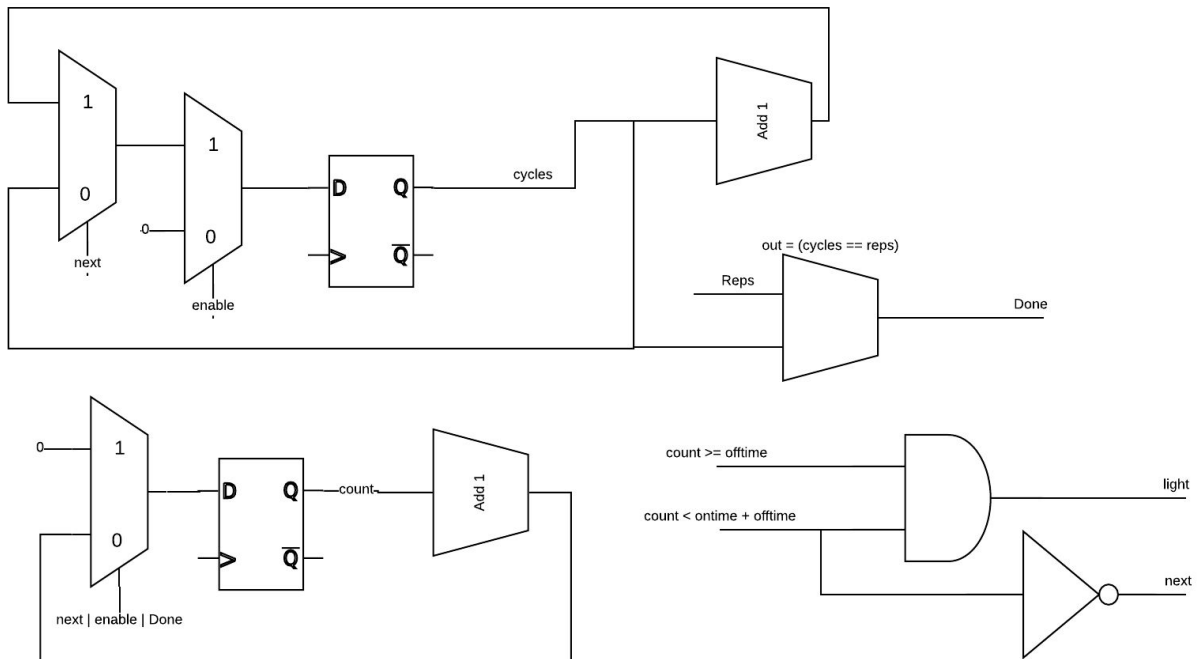 1
0
next
1
0
0
enable
D Q
> Q
cycles
Add 1
out = (cycles == reps)
Reps
Done
0
1
0
next | enable | Done
D Q
> Q
count
Add 1
count >= offtime
count < ontime + offtime
light
next